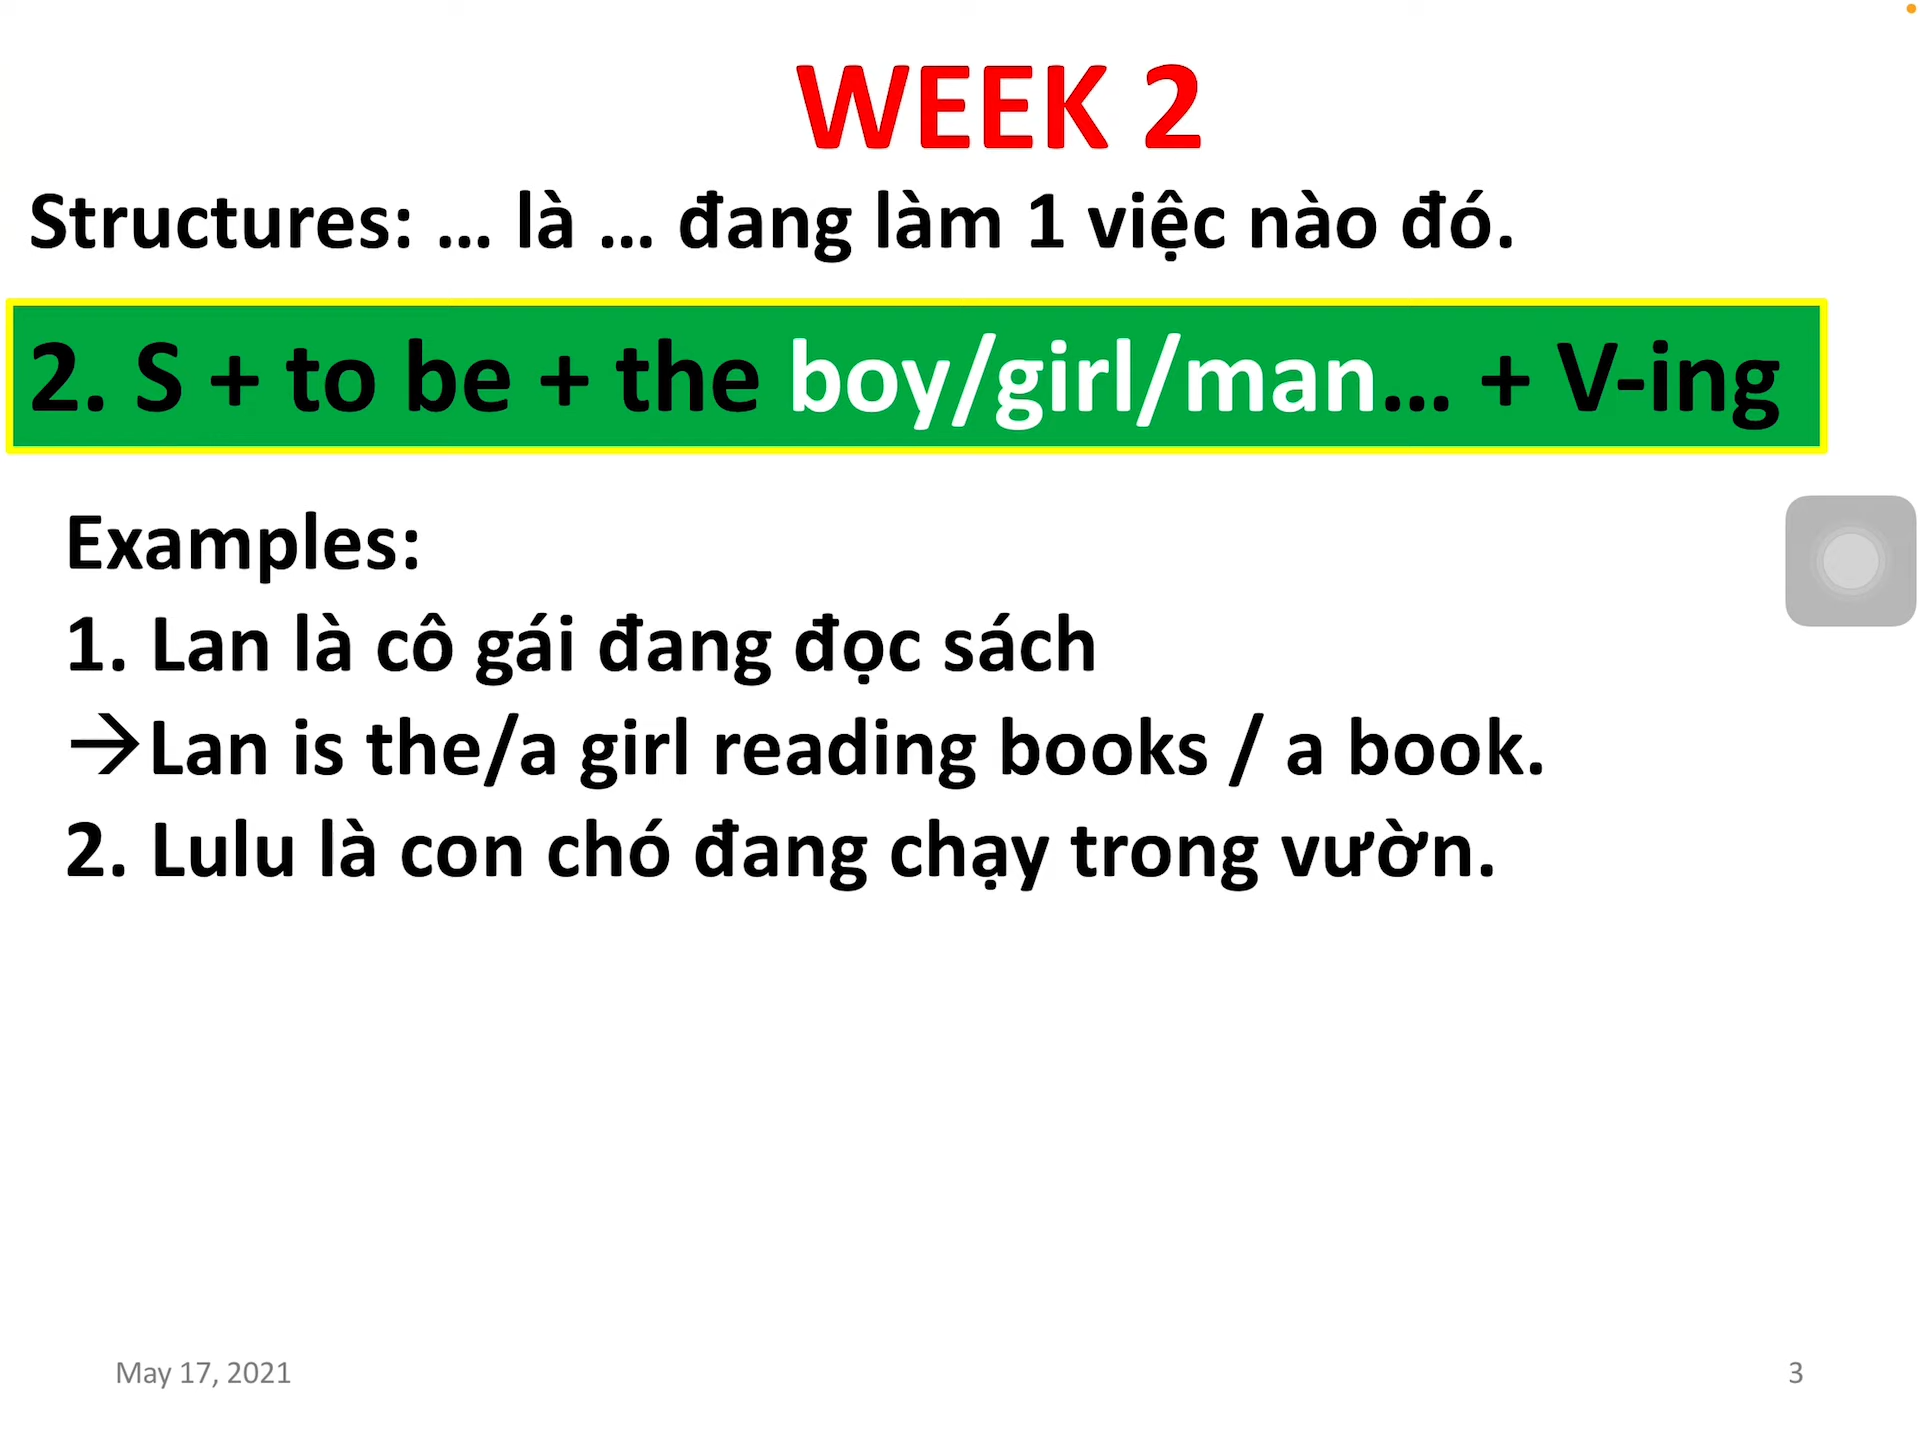 WEEK 2
Structures: … là … đang làm 1 việc nào đó.
2. S + to be + the boy/girl/man… + V-ing
Examples:
1. Lan là cô gái đang đọc sách
→Lan is the/a girl reading books / a book.
2. Lulu là con chó đang chạy trong vườn.
May 17, 2021
3